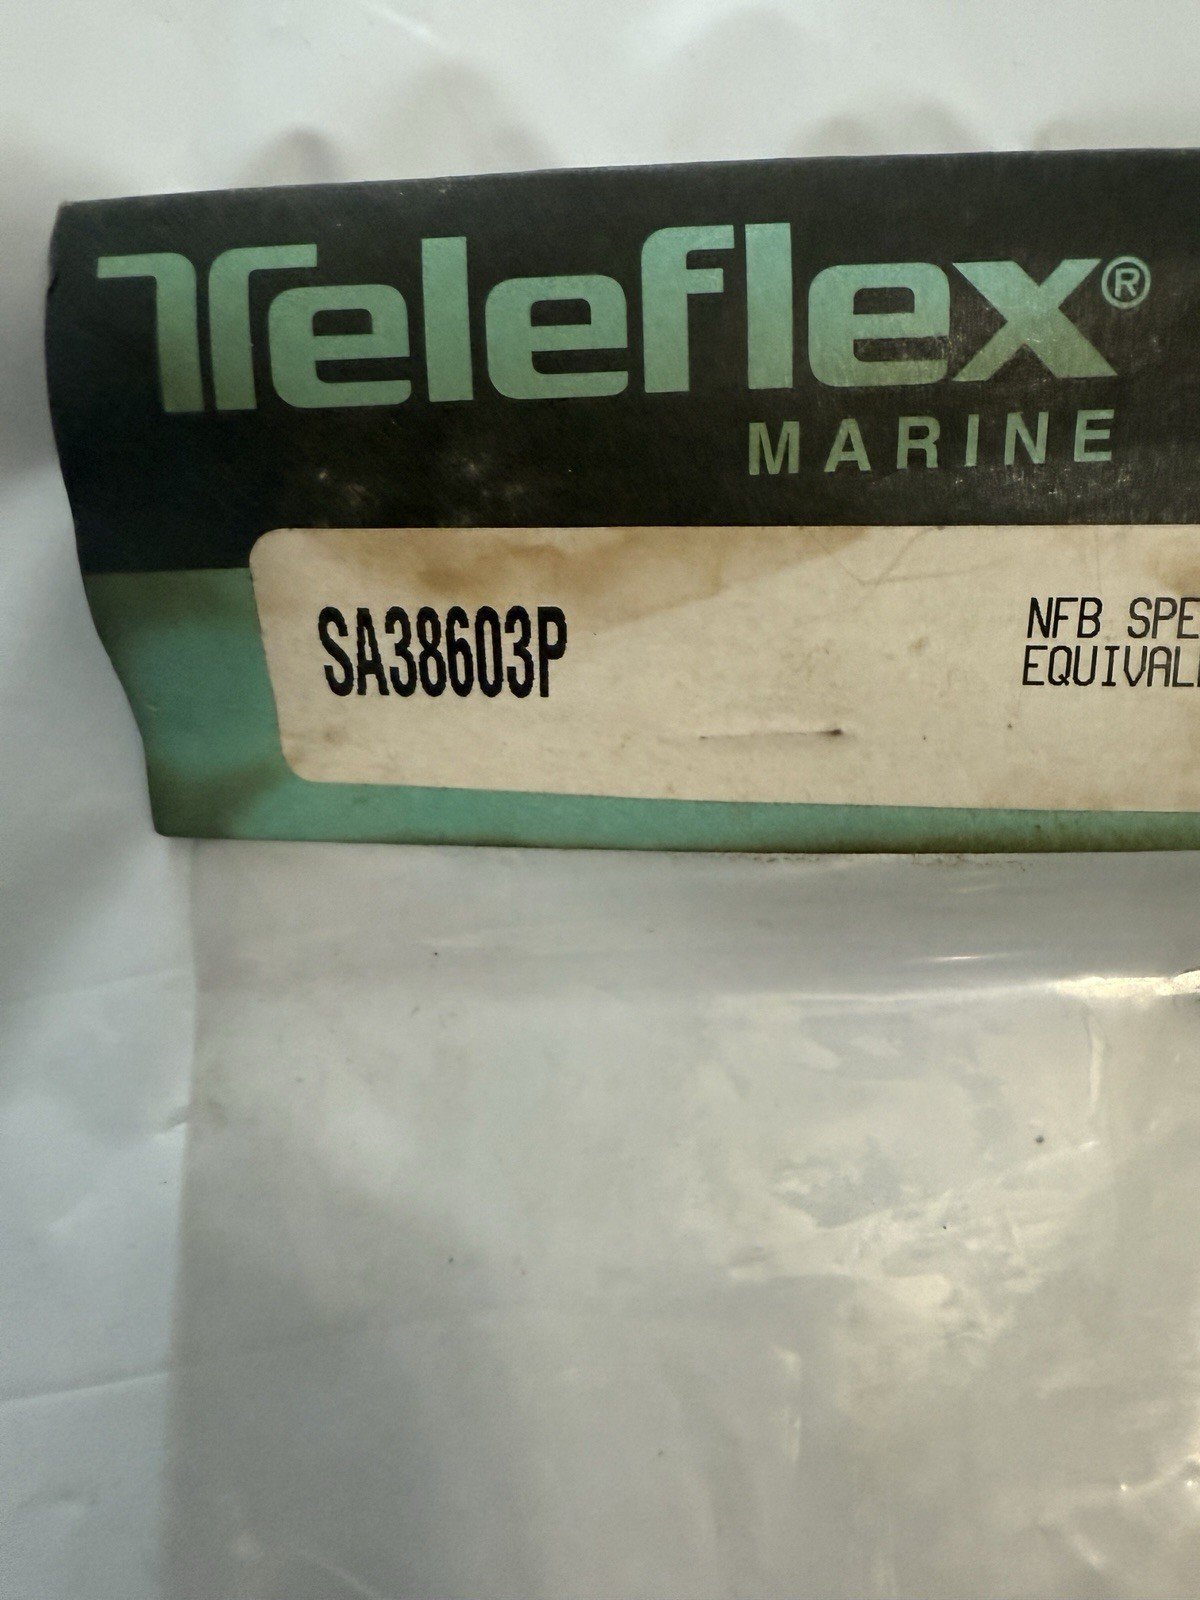 Teleflex®
MARINE
SA38603P
NFB SPE
EQUIVAL